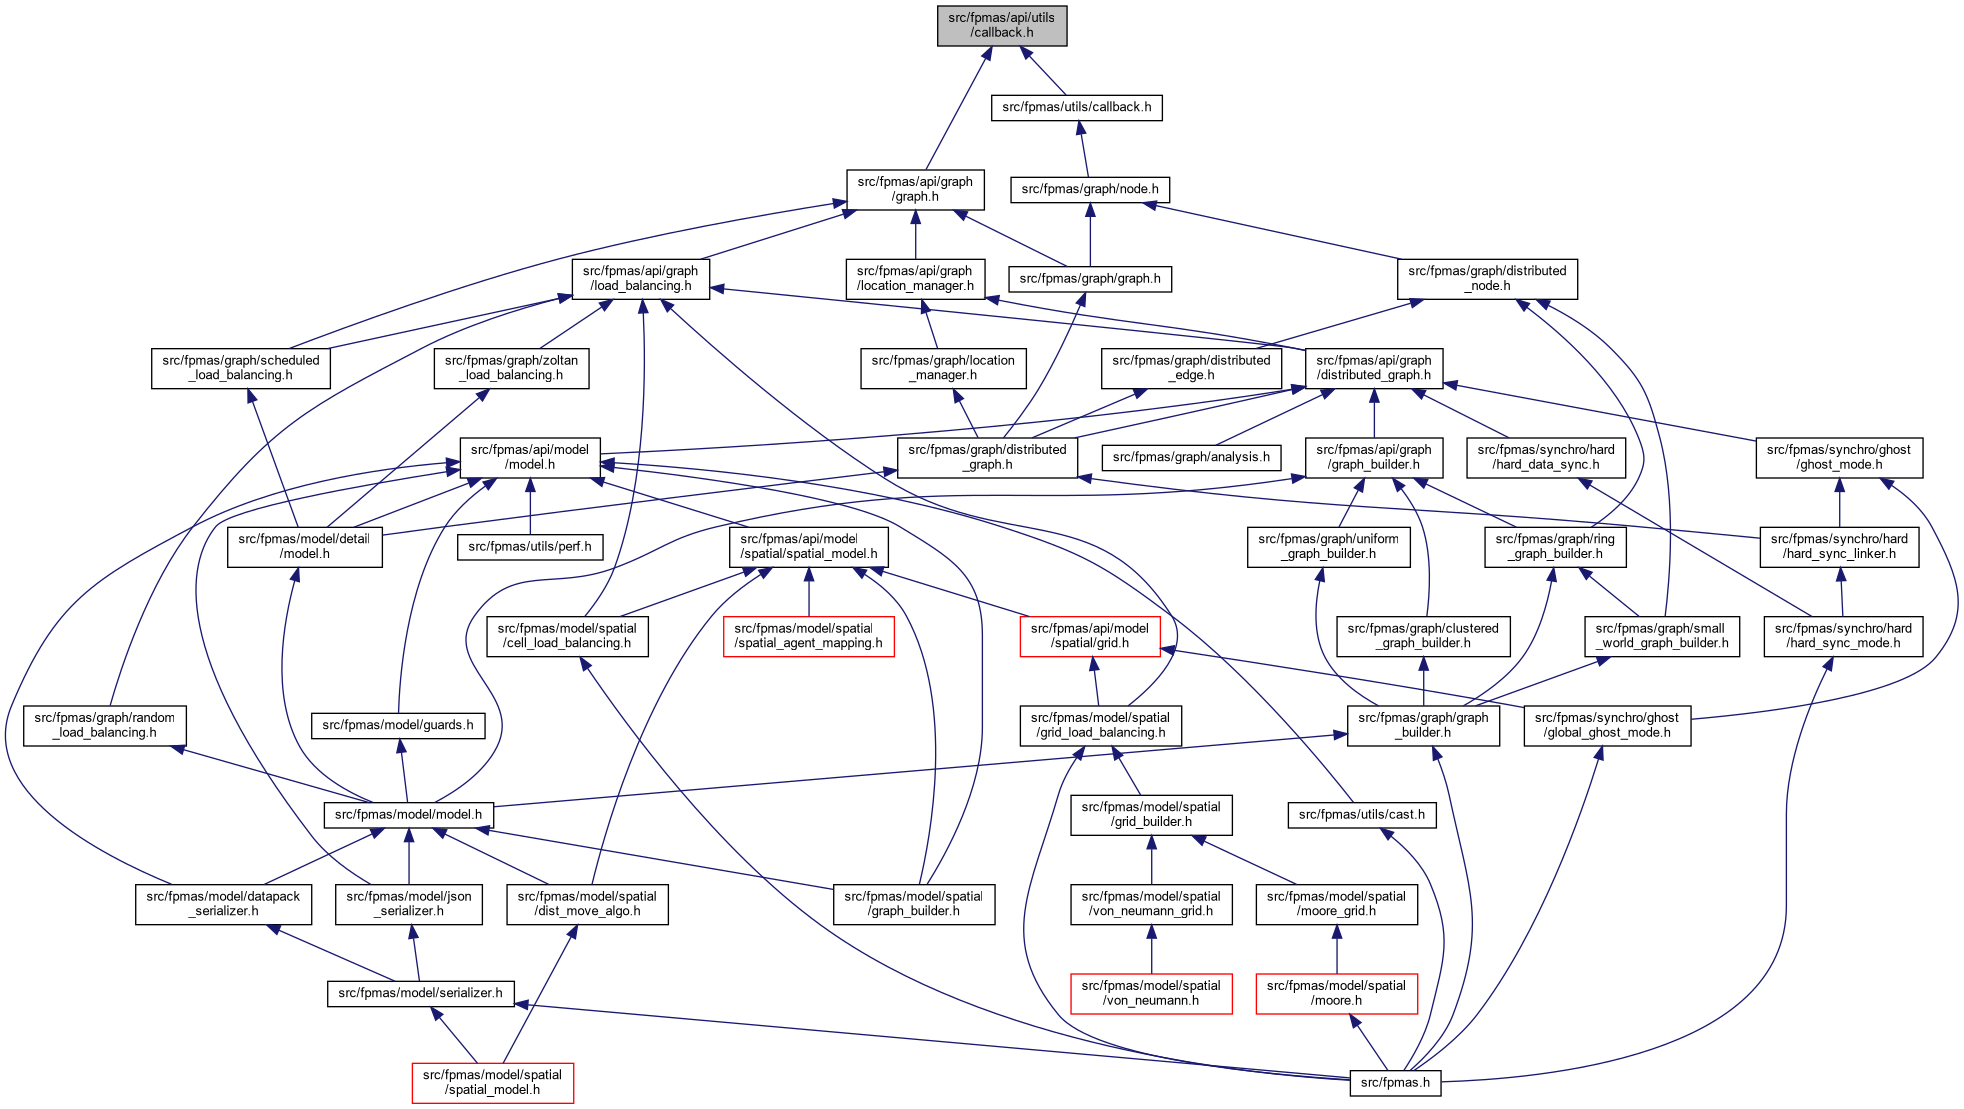 src/fpmas/api/utils
/callback.h
src/fpmas/utils/callback.h
src/fpmas/api/graph
/graph.h
src/fpmas/graph/node.h
src/fpmas/api/graph
/load_balancing.h
src/fpmas/api/graph
/location_manager.h
src/fpmas/graph/graph.h
src/fpmas/graph/distributed
_node.h
src/fpmas/graph/scheduled
_load_balancing.h
src/fpmas/graph/zoltan
_load_balancing.h
src/fpmas/graph/location
_manager.h
src/fpmas/graph/distributed
_edge.h
src/fpmas/api/graph
/distributed_graph.h
src/fpmas/api/model
/model.h
src/fpmas/graph/distributed
_graph.h
src/fpmas/graph/analysis.h
src/fpmas/api/graph
/graph_builder.h
src/fpmas/synchro/hard
/hard_data_sync.h
src/fpmas/synchro/ghost
/ghost_mode.h
src/fpmas/model/detail
/model.h
src/fpmas/utils/perf.h
src/fpmas/api/model
/spatial/spatial_model.h
src/fpmas/graph/uniform
_graph_builder.h
src/fpmas/graph/ring
_graph_builder.h
src/fpmas/synchro/hard
/hard_sync_linker.h
src/fpmas/model/spatial
/cell_load_balancing.h
src/fpmas/model/spatial
/spatial_agent_mapping.h
src/fpmas/api/model
/spatial/grid.h
src/fpmas/graph/clustered
_graph_builder.h
src/fpmas/graph/small
_world_graph_builder.h
src/fpmas/synchro/hard
/hard_sync_mode.h
src/fpmas/graph/random
_load_balancing.h
src/fpmas/model/guards.h
src/fpmas/model/spatial
/grid_load_balancing.h
src/fpmas/graph/graph
_builder.h
src/fpmas/synchro/ghost
/global_ghost_mode.h
src/fpmas/model/model.h
src/fpmas/model/spatial
/grid_builder.h
src/fpmas/utils/cast.h
src/fpmas/model/datapack
_serializer.h
src/fpmas/model/json
_serializer.h
src/fpmas/model/spatial
/dist_move_algo.h
src/fpmas/model/spatial
/graph_builder.h
src/fpmas/model/spatial
/von_neumann_grid.h
src/fpmas/model/spatial
/moore_grid.h
src/fpmas/model/serializer.h
src/fpmas/model/spatial
/von_neumann.h
src/fpmas/model/spatial
/moore.h
src/fpmas/model/spatial
/spatial_model.h
src/fpmas.h